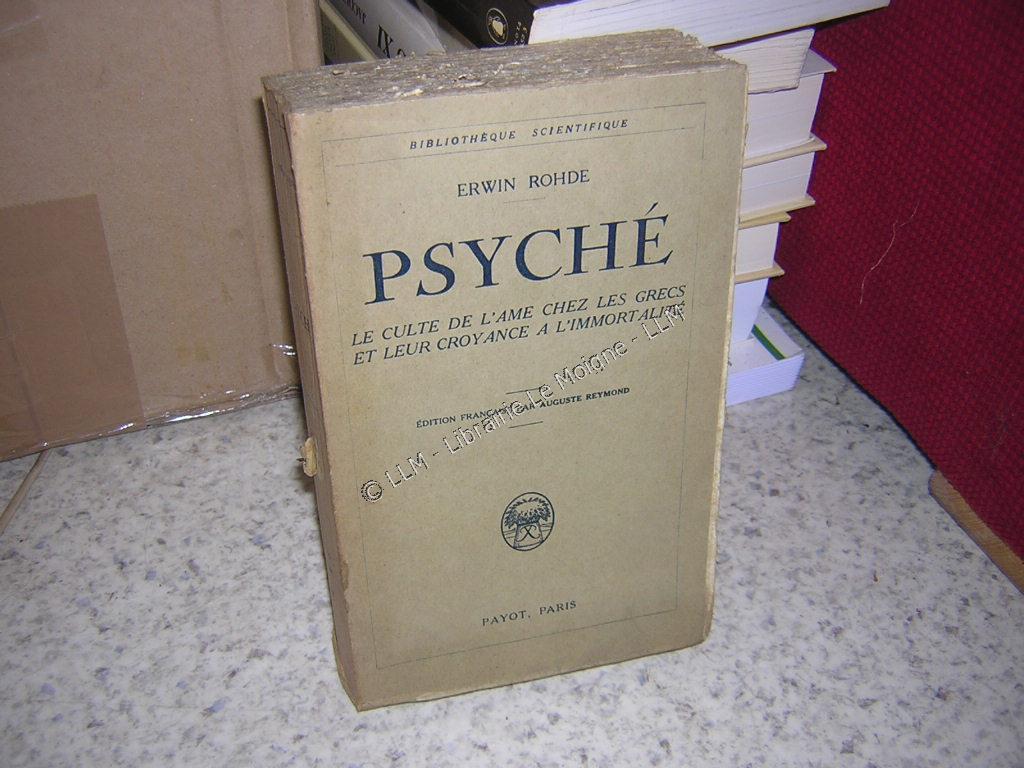 BIBLIOTHÈQUE SCIENTIFIQUE
ERWIN ROHDE
PSYCHÉ
LE CULTE DE L'AME CHEZ LES GRECS
ET LEUR CROYANCE A L'IMMORTALITÉ
ÉDITION FRANÇAISE PAR AUGUSTE REYMOND
© LLM - Librairie Le Moigne - LLM
PAYOT, PARIS
IX